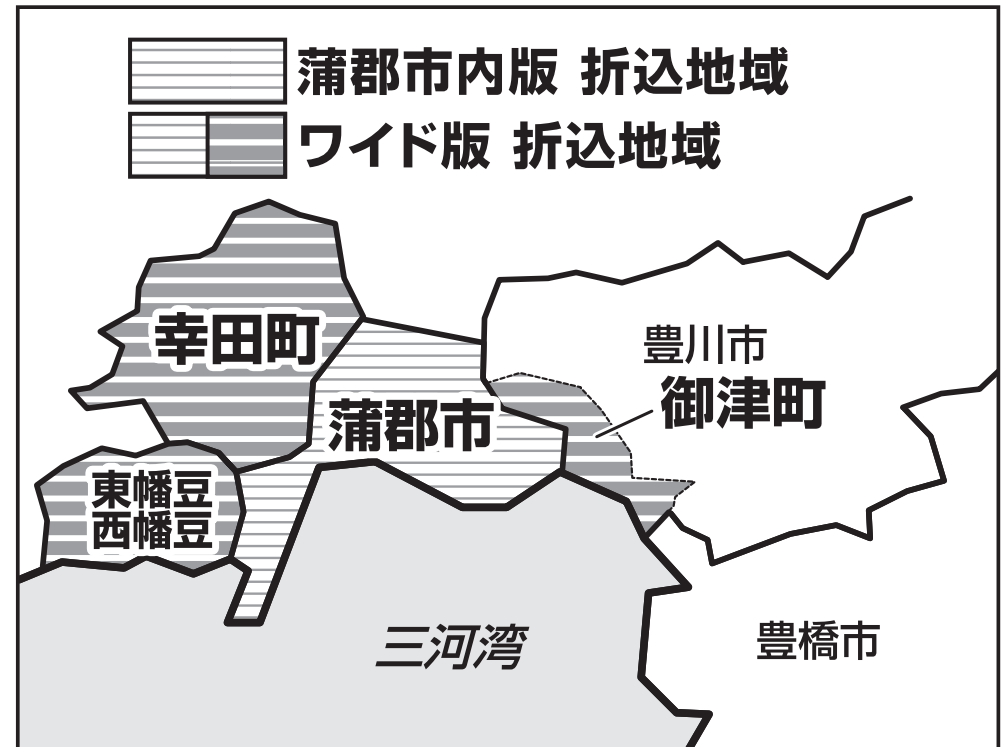 蒲郡市内版 折込地域
ワイド版 折込地域
幸田町
豊川市
御津町
蒲郡市
東幡豆
西幡豆
三河湾
豊橋市